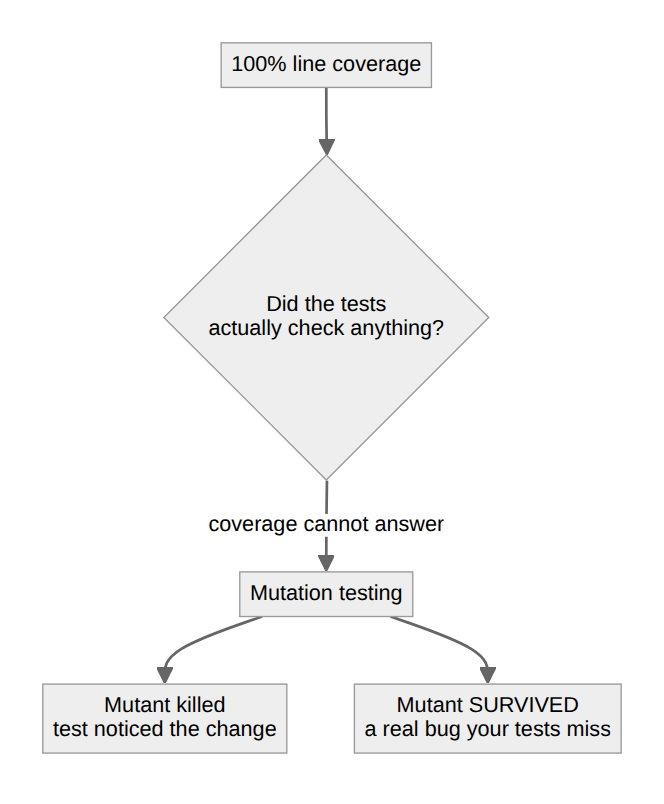 100% line coverage
Did the tests
actually check anything?
coverage cannot answer
Mutation testing
Mutant killed
test noticed the change
Mutant SURVIVED
a real bug your tests miss